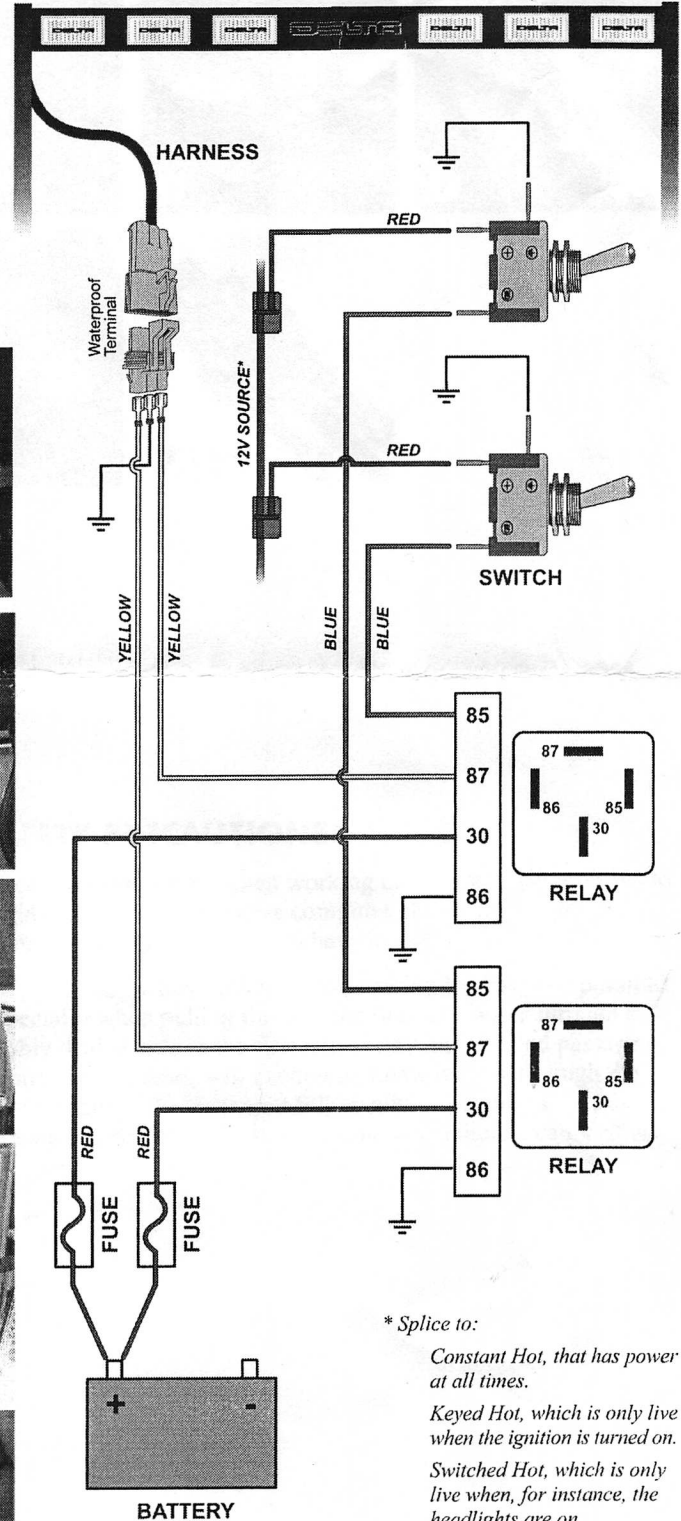 DELTA DELTA DELTA DELTA DELTA DELTA DELTA
HARNESS
Waterproof
Terminal
RED
12V SOURCE*
RED
SWITCH
YELLOW
YELLOW
BLUE
BLUE
85
87
30
86
87
86
85
30
RELAY
85
87
30
86
87
86
85
30
RELAY
RED
RED
FUSE
FUSE
+
-
BATTERY
* Splice to:
Constant Hot, that has power
at all times.
Keyed Hot, which is only live
when the ignition is turned on.
Switched Hot, which is only
live when, for instance, the
headlights are on